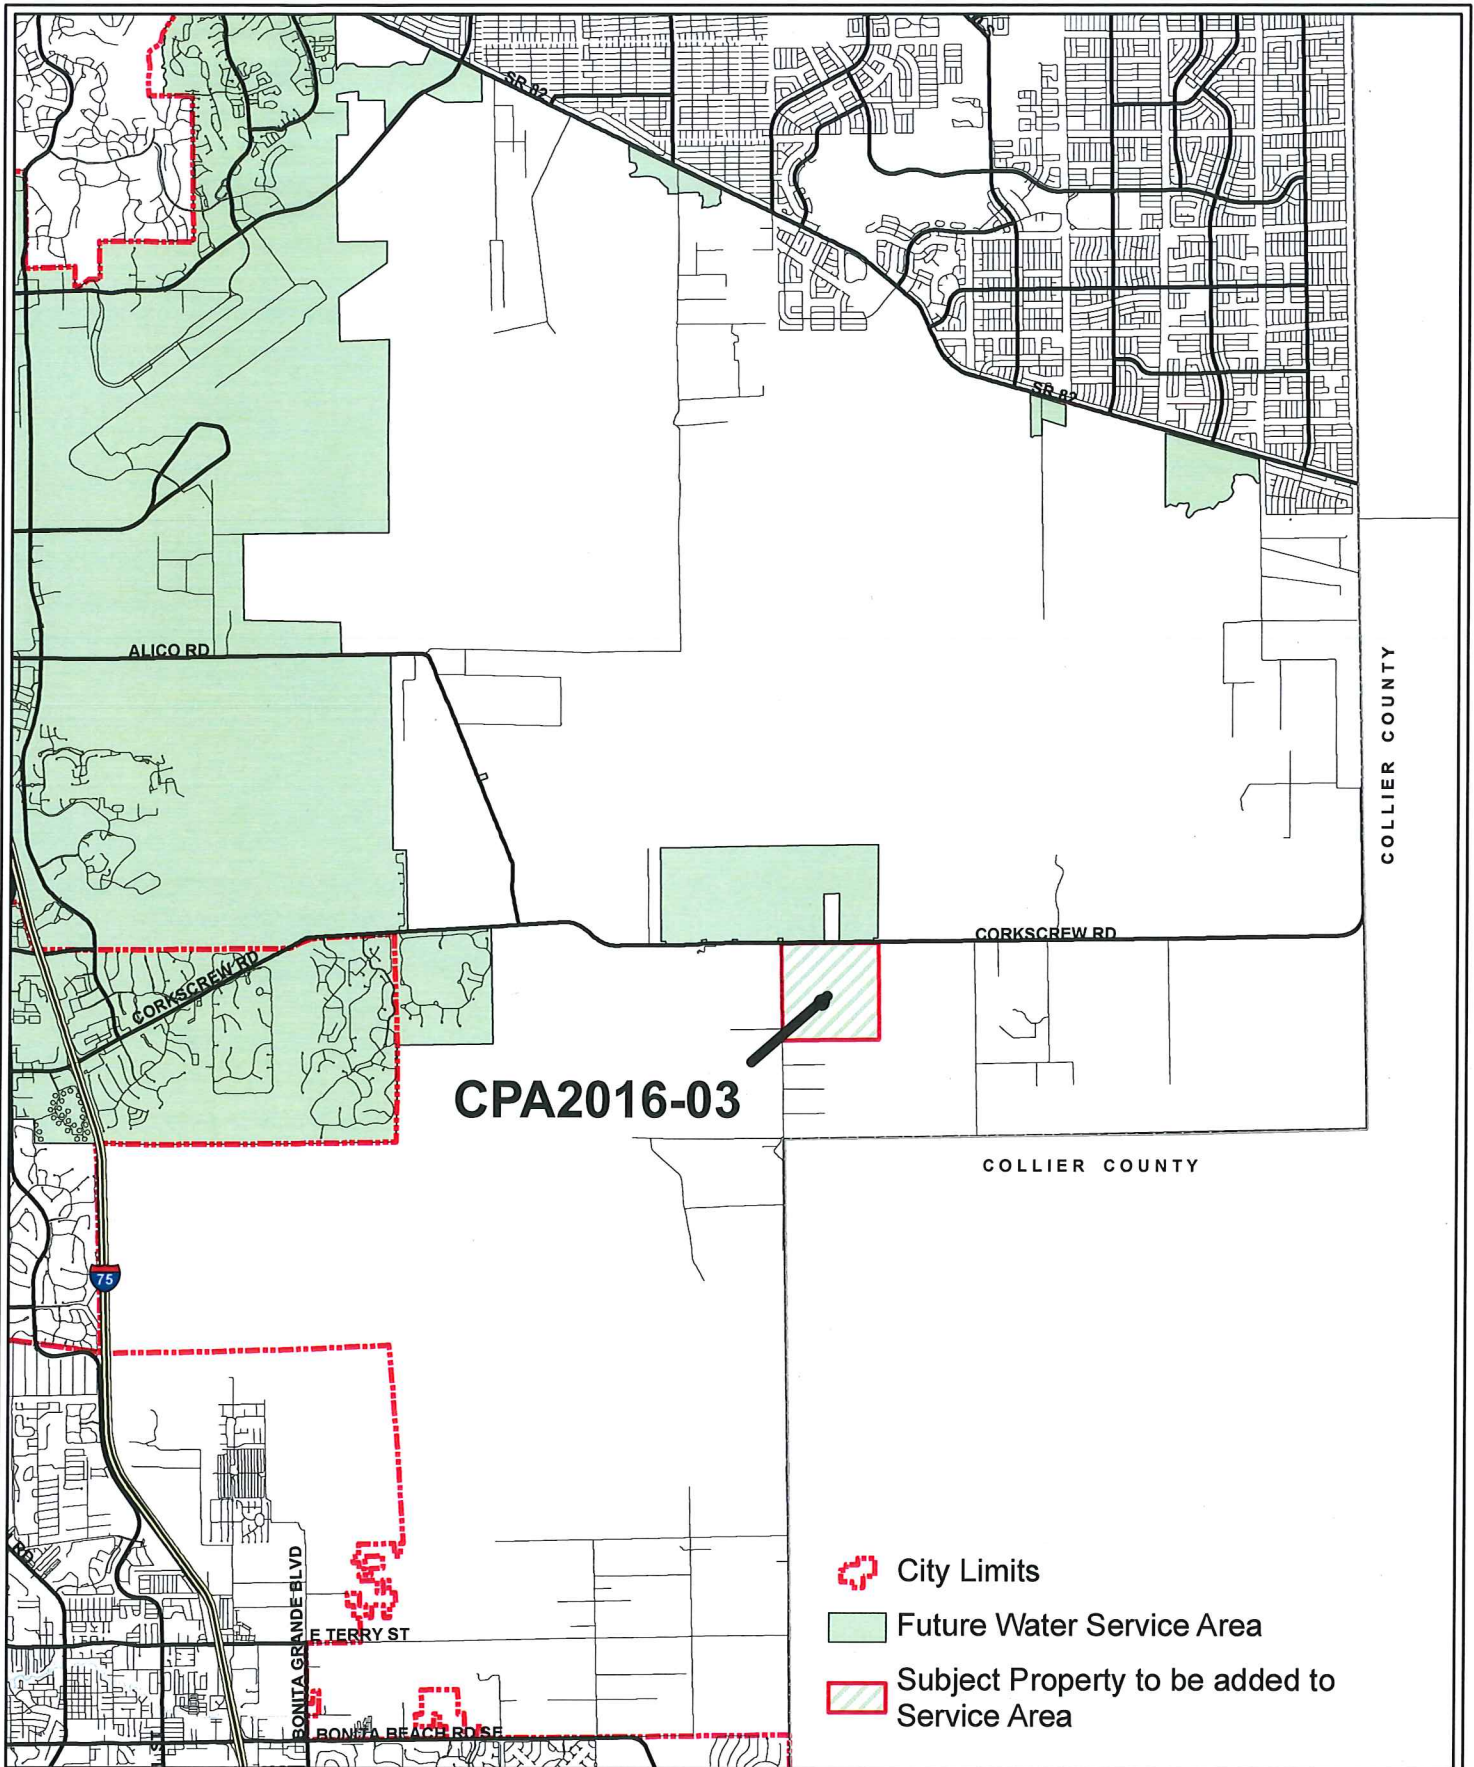 SR 82
SR 82
ALICO RD
COLLIER COUNTY
CORKSCREW RD
CORKSCREW RD
CPA2016-03
COLLIER COUNTY
75
RD
BONITA GRANDE BLVD
E TERRY ST
BONITA BEACH RD SE
ST
City Limits
Future Water Service Area
Subject Property to be added to
Service Area